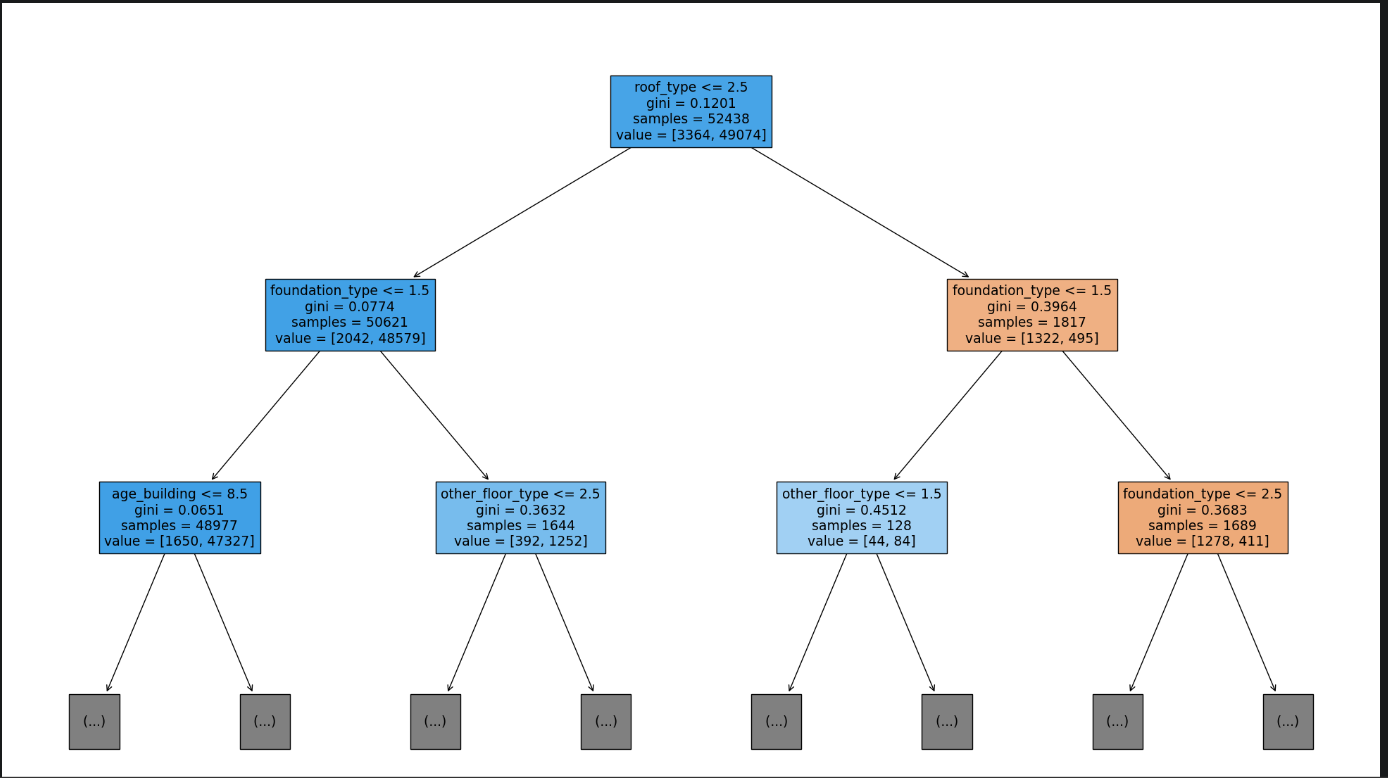 roof_type <= 2.5
gini = 0.1201
samples = 52438
value = [3364, 49074]
foundation_type <= 1.5
gini = 0.0774
samples = 50621
value = [2042, 48579]
foundation_type <= 1.5
gini = 0.3964
samples = 1817
value = [1322, 495]
age_building <= 8.5
gini = 0.0651
samples = 48977
value = [1650, 47327]
other_floor_type <= 2.5
gini = 0.3632
samples = 1644
value = [392, 1252]
other_floor_type <= 1.5
gini = 0.4512
samples = 128
value = [44, 84]
foundation_type <= 2.5
gini = 0.3683
samples = 1689
value = [1278, 411]
(...)
(...)
(...)
(...)
(...)
(...)
(...)
(...)